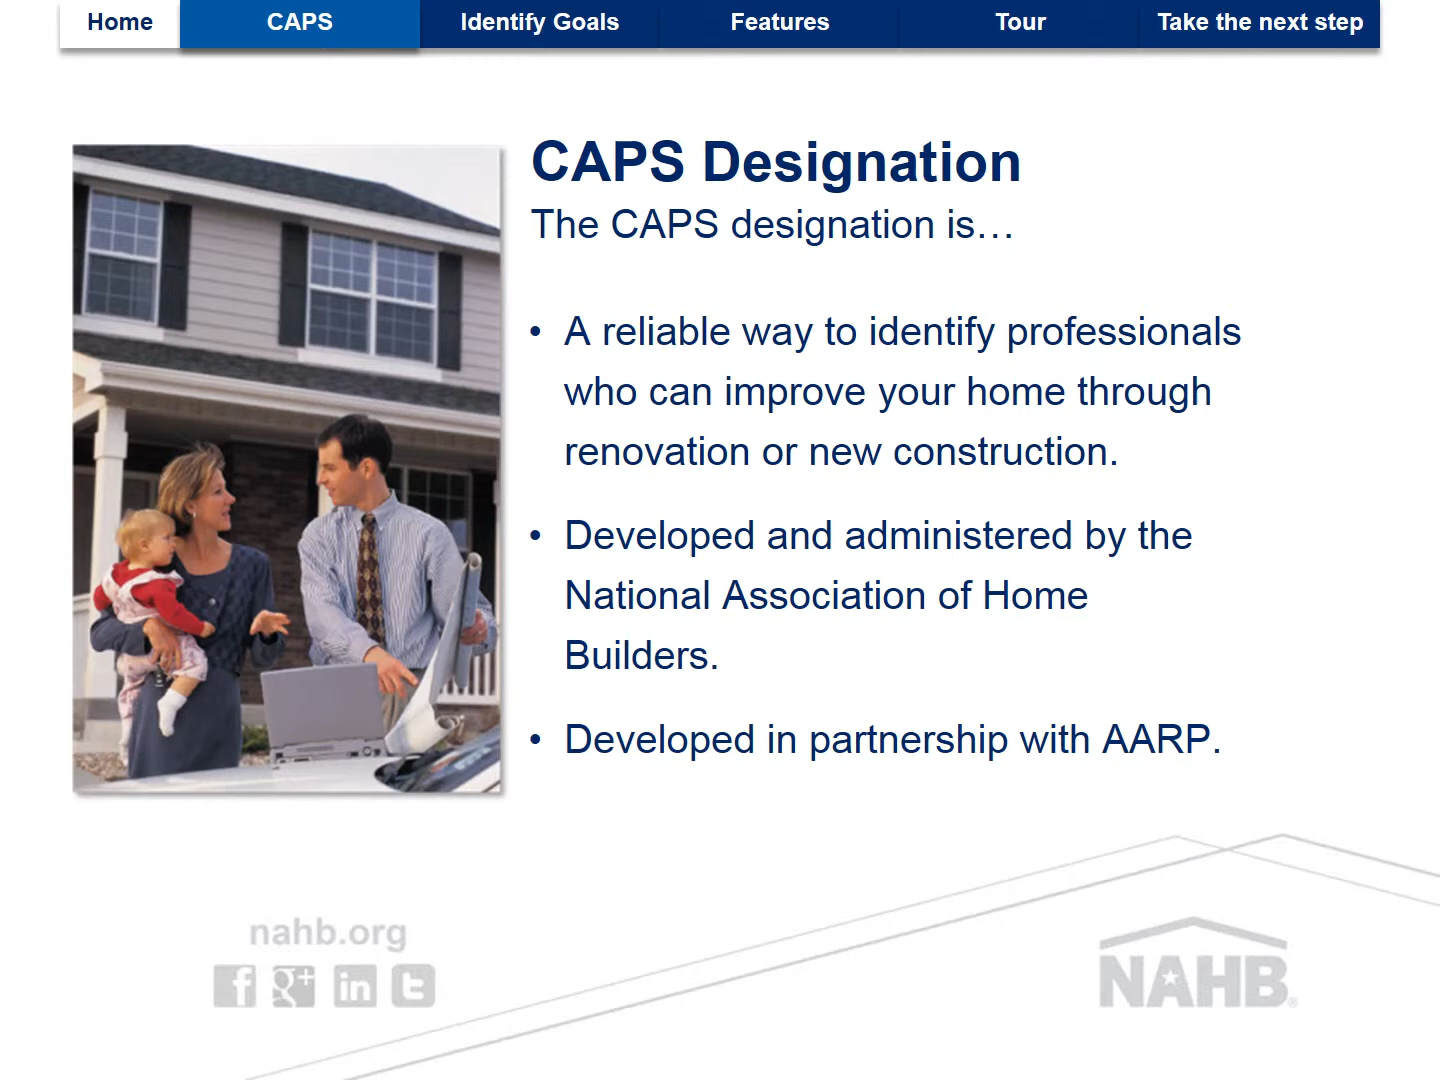 Home CAPS Identify Goals Features Tour Take the next step
CAPS Designation
The CAPS designation is…
• A reliable way to identify professionals
who can improve your home through
renovation or new construction.
• Developed and administered by the
National Association of Home
Builders.
• Developed in partnership with AARP.
nahb.org
f g+ in t
NAHB®